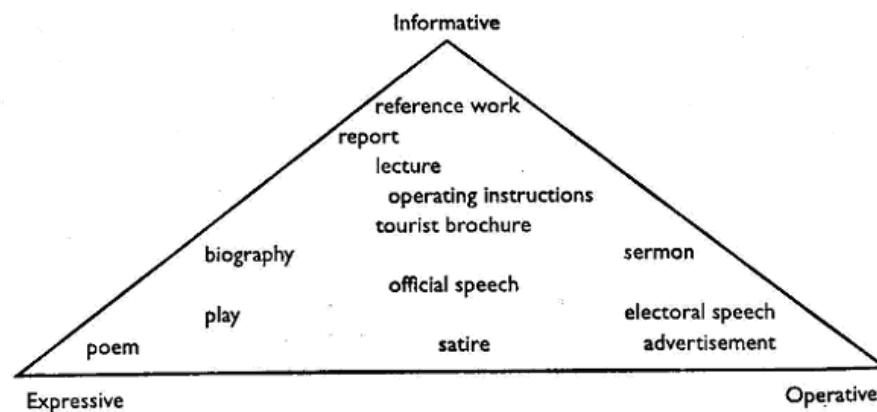 Informative
reference work
report
lecture
operating instructions
tourist brochure
biography
sermon
official speech
play
electoral speech
poem
satire
advertisement
Expressive
Operative